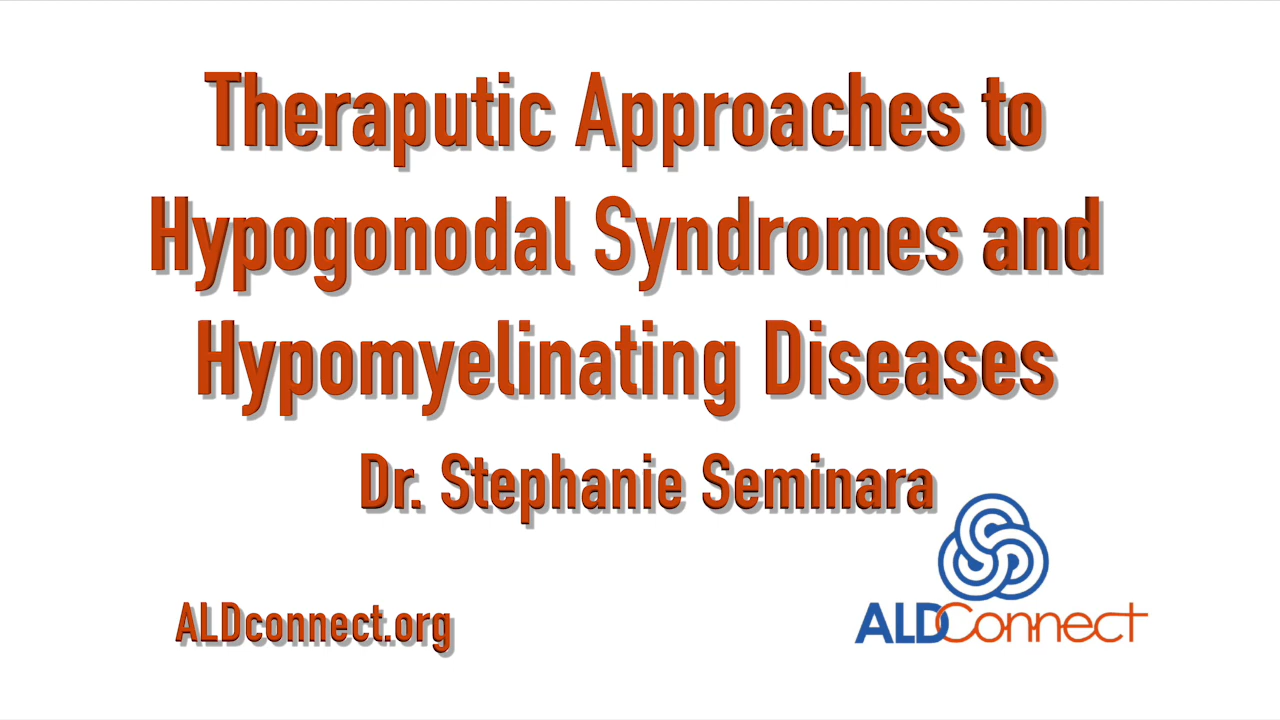 Theraputic Approaches to
Hypogonodal Syndromes and
Hypomyelinating Diseases
Dr. Stephanie Seminara
ALDconnect.org
ALDConnect